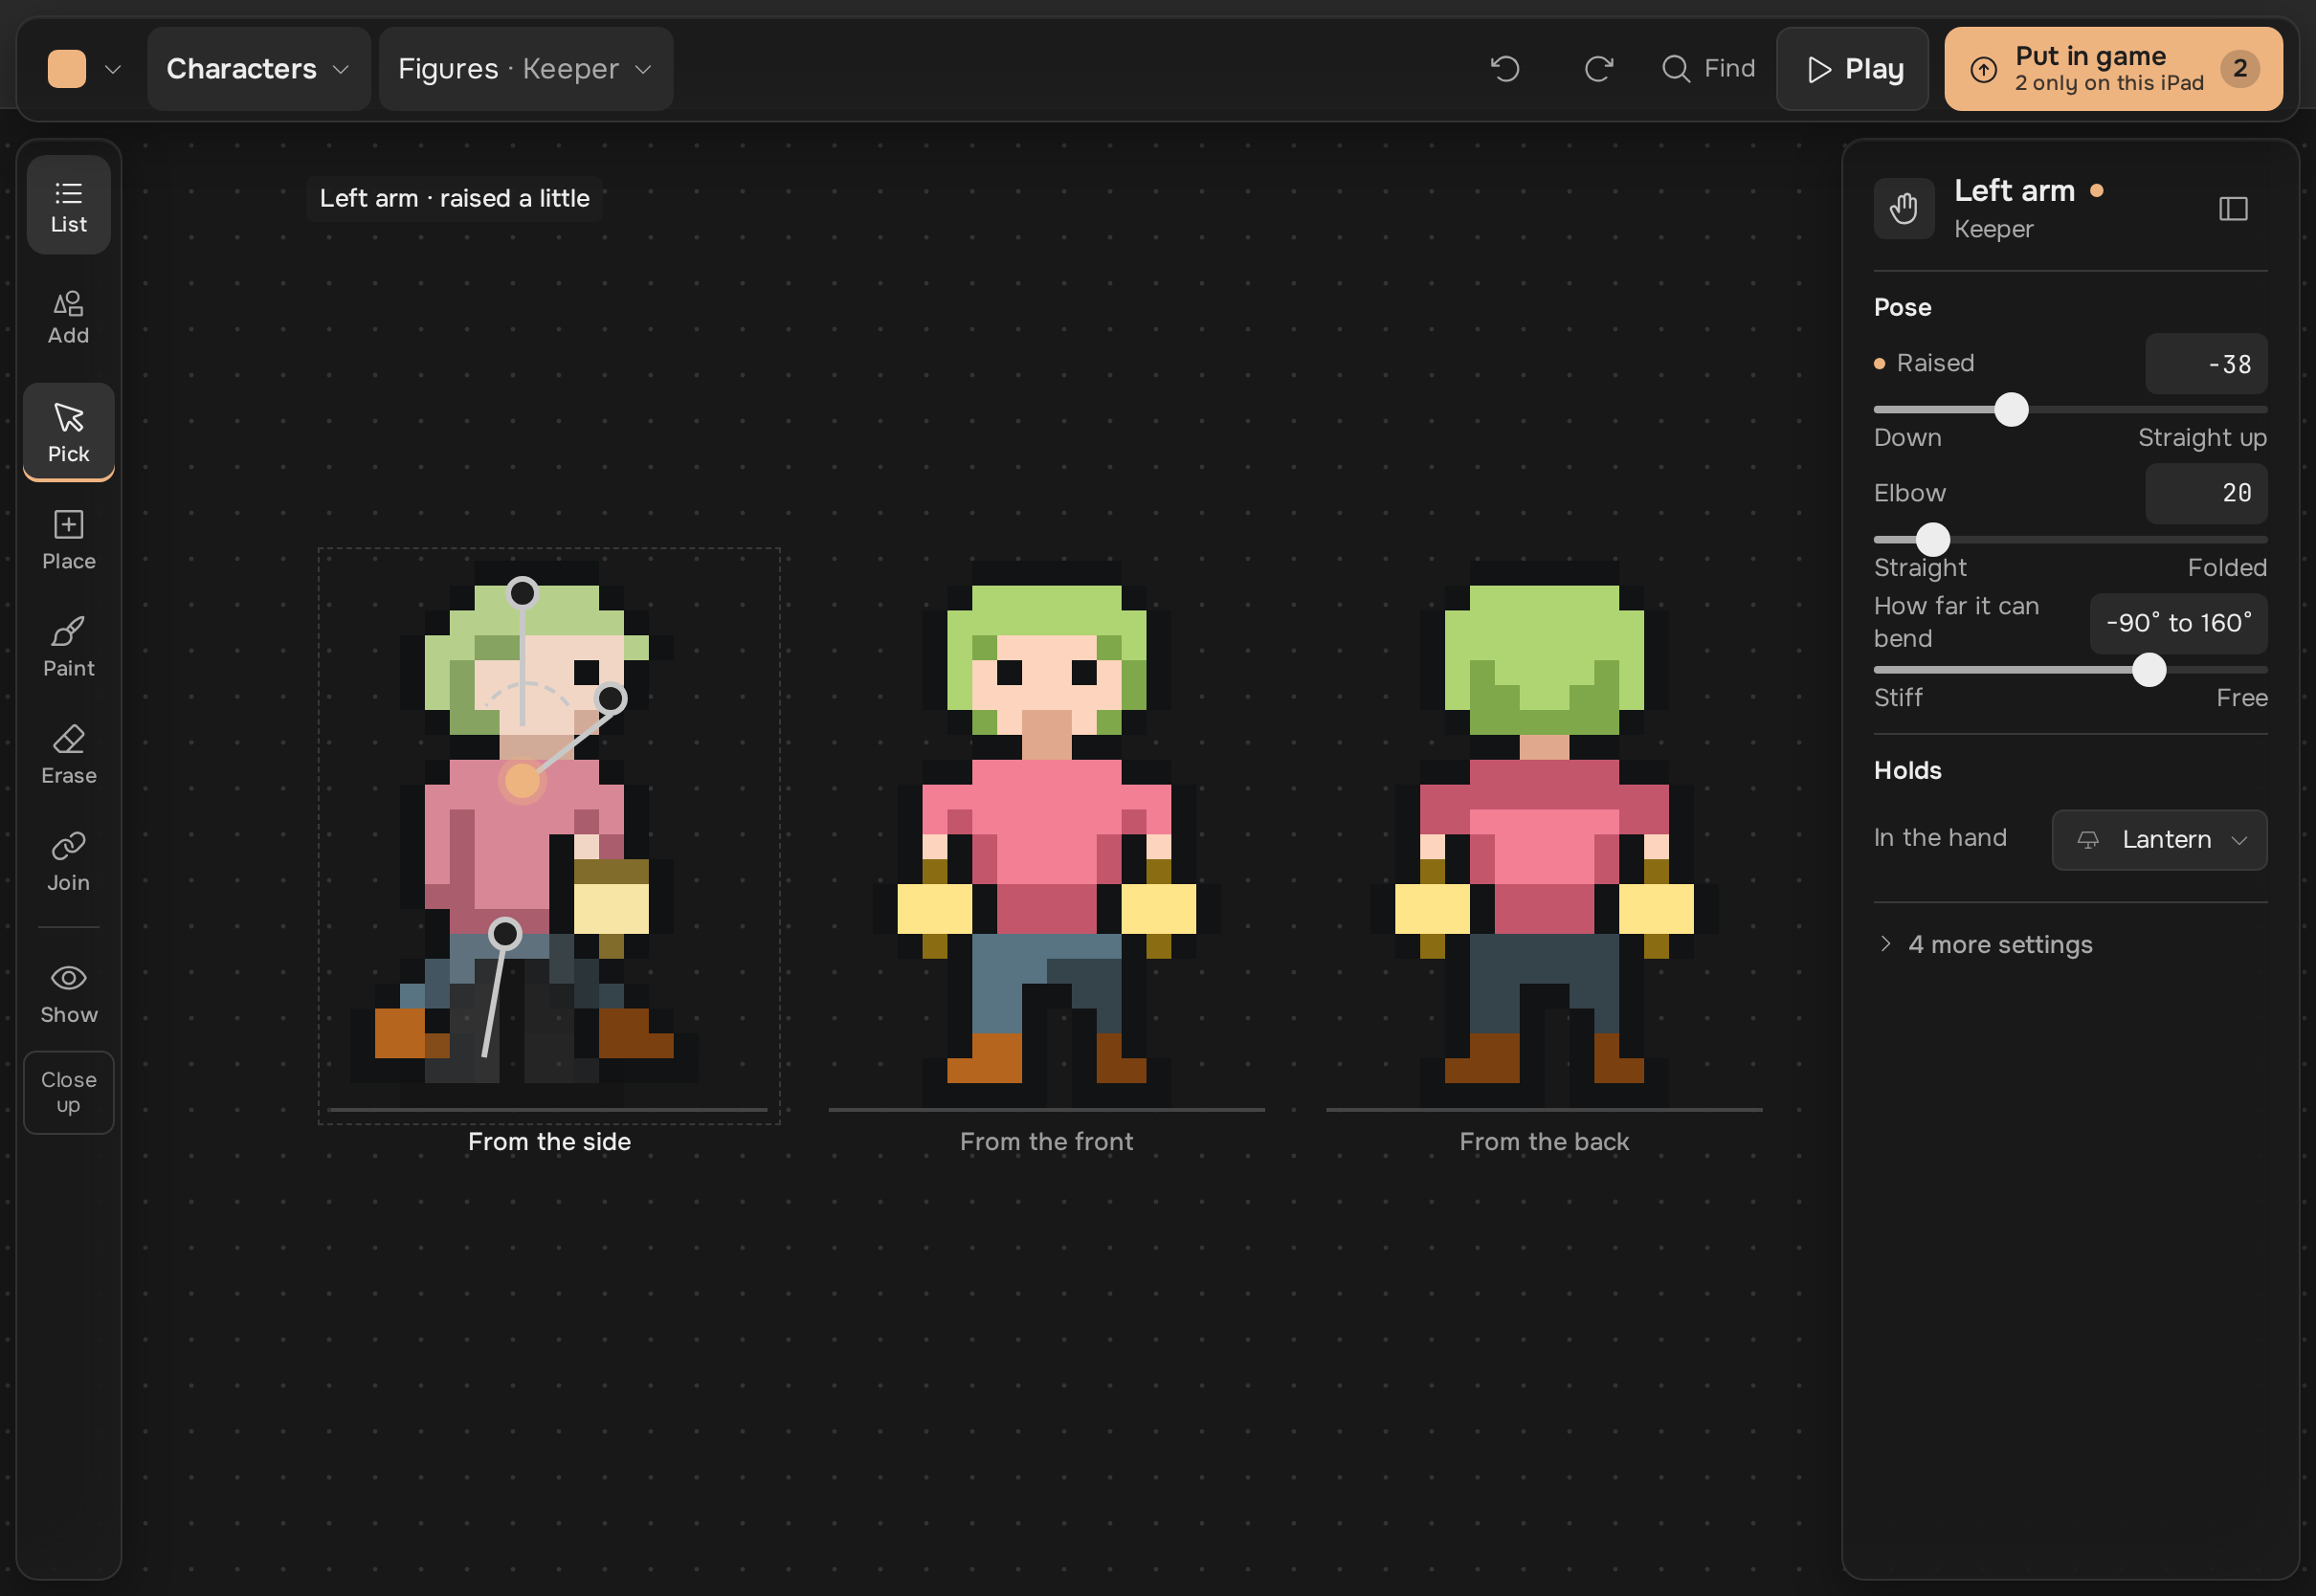 Characters
Figures · Keeper
Find
Play
Put in game
2 only on this iPad
2
List
Add
Pick
Place
Paint
Erase
Join
Show
Close
up
Left arm · raised a little
From the side
From the front
From the back
Left arm
Keeper
Pose
Raised
-38
Down
Straight up
Elbow
20
Straight
Folded
How far it can
bend
-90° to 160°
Stiff
Free
Holds
In the hand
Lantern
4 more settings